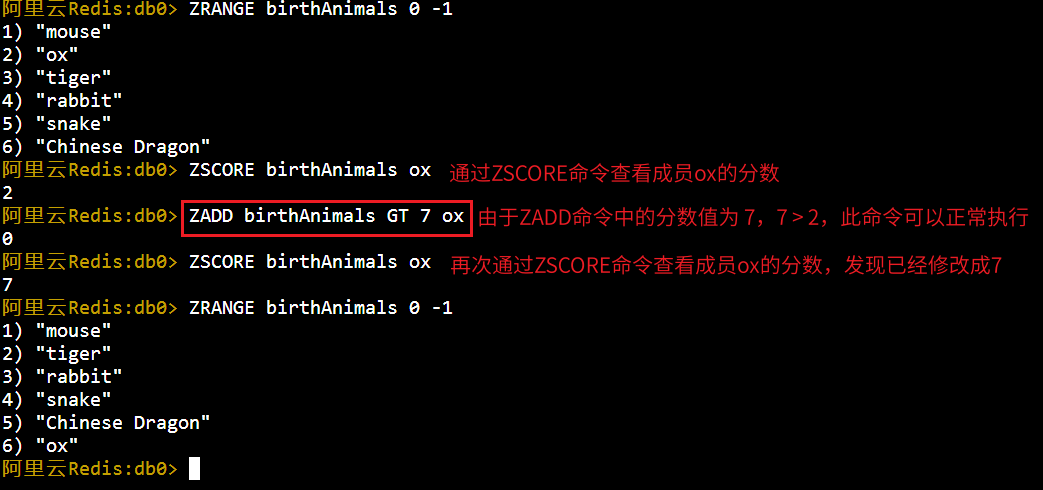 阿里云Redis:db0> ZRANGE birthAnimals 0 -1
1) "mouse"
2) "ox"
3) "tiger"
4) "rabbit"
5) "snake"
6) "Chinese Dragon"
阿里云Redis:db0> ZSCORE birthAnimals ox 通过ZSCORE命令查看成员ox的分数
2
阿里云Redis:db0> ZADD birthAnimals GT 7 ox 由于ZADD命令中的分数值为 7，7 > 2，此命令可以正常执行
0
阿里云Redis:db0> ZSCORE birthAnimals ox 再次通过ZSCORE命令查看成员ox的分数，发现已经修改成7
7
阿里云Redis:db0> ZRANGE birthAnimals 0 -1
1) "mouse"
2) "tiger"
3) "rabbit"
4) "snake"
5) "Chinese Dragon"
6) "ox"
阿里云Redis:db0>